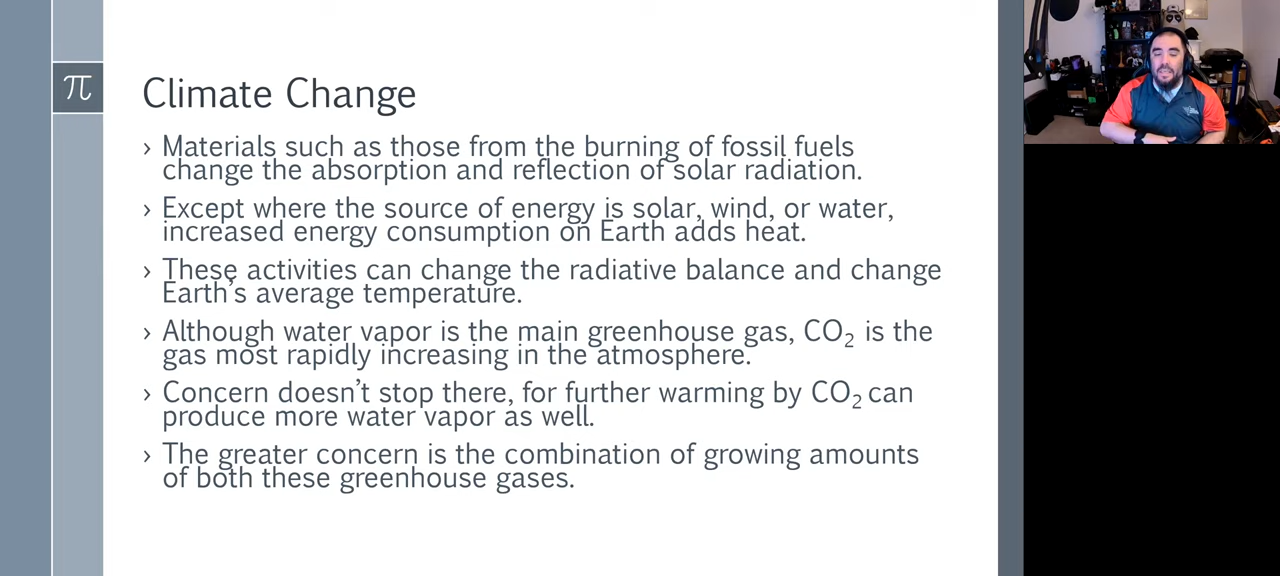 π
Climate Change
› Materials such as those from the burning of fossil fuels
change the absorption and reflection of solar radiation.
› Except where the source of energy is solar, wind, or water,
increased energy consumption on Earth adds heat.
› These activities can change the radiative balance and change
Earth’s average temperature.
› Although water vapor is the main greenhouse gas, CO₂ is the
gas most rapidly increasing in the atmosphere.
› Concern doesn’t stop there, for further warming by CO₂ can
produce more water vapor as well.
› The greater concern is the combination of growing amounts
of both these greenhouse gases.